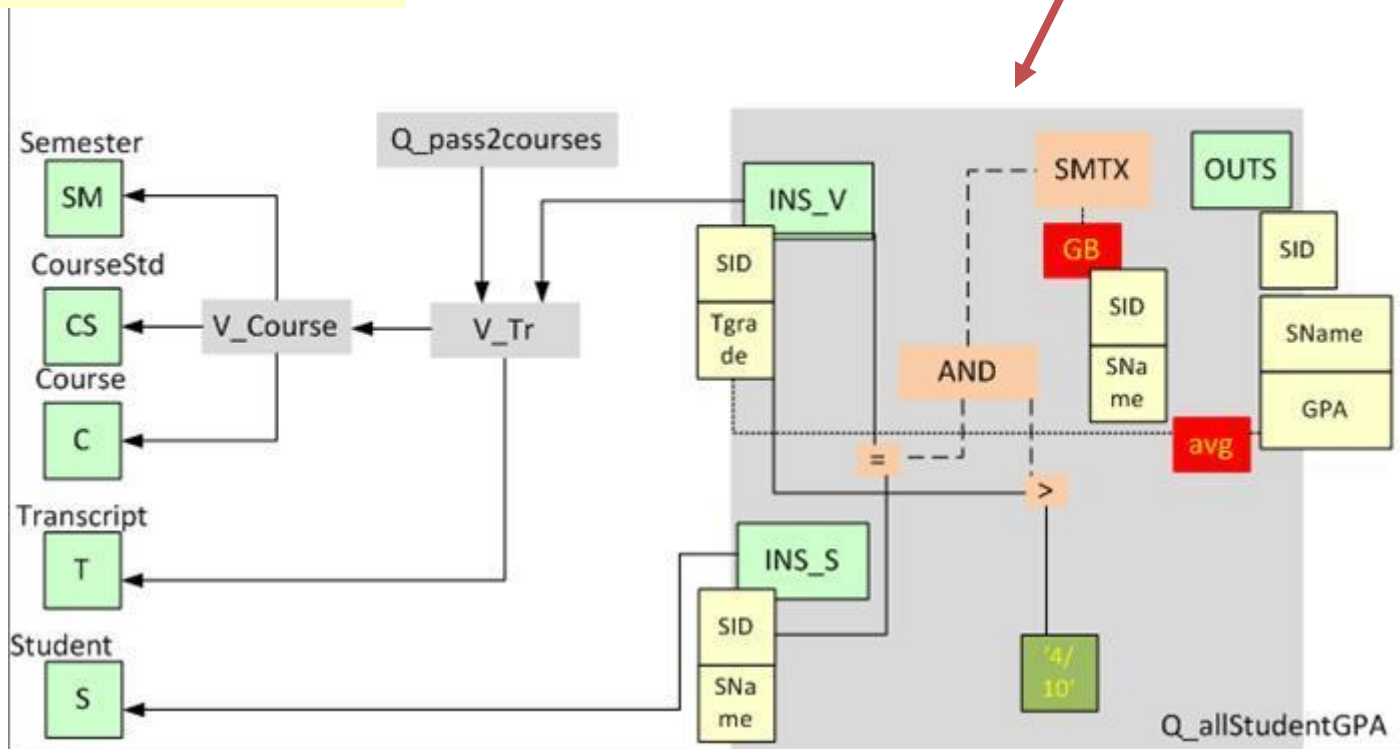 Semester
SM
CourseStd
CS
Course
C
Transcript
T
Student
S
V_Course
Q_pass2courses
V_Tr
INS_V
SID
Tgra
de
INS_S
SID
SNa
me
=
AND
>
'4/
10'
SMTX
GB
SID
SNa
me
avg
OUTS
SID
SName
GPA
Q_allStudentGPA